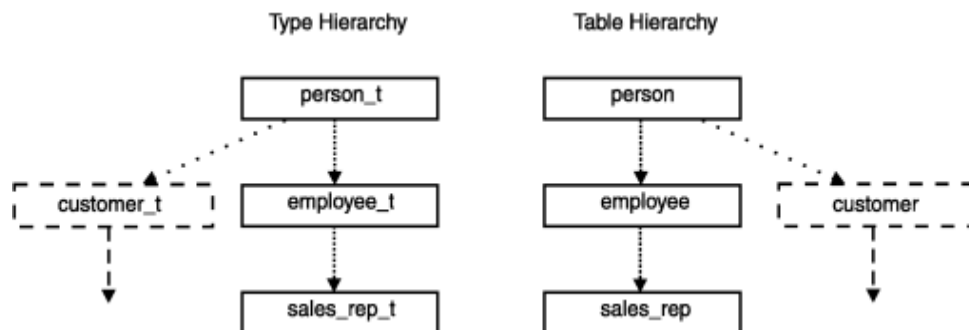 Type Hierarchy
Table Hierarchy
person_t
person
customer_t
employee_t
employee
customer
sales_rep_t
sales_rep